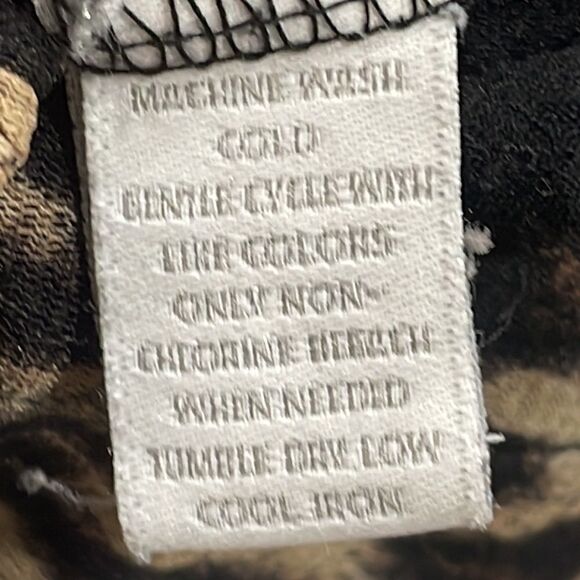 MACHINE WASH
COLD
GENTLE CYCLE WITH
LIKE COLORS
ONLY NON-
CHLORINE BLEACH
WHEN NEEDED
TUMBLE DRY LOW
COOL IRON